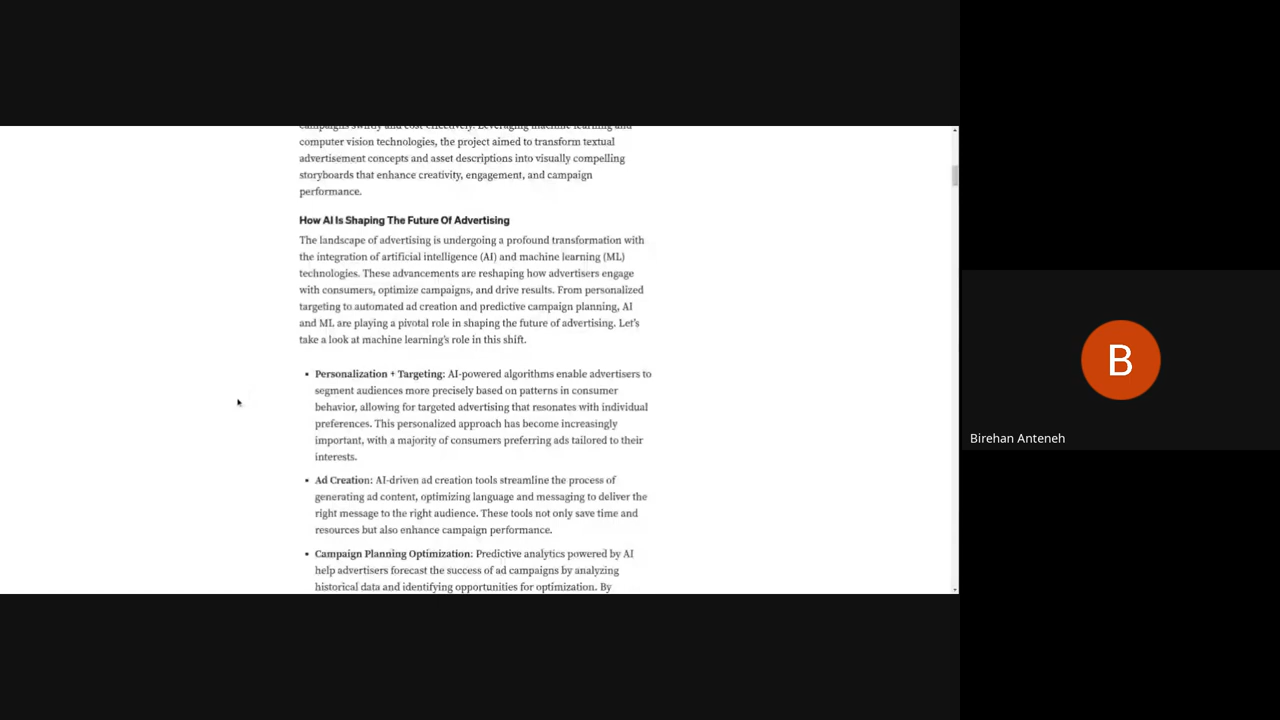 campaigns swiftly and cost-effectively. Leveraging machine learning and
computer vision technologies, the project aimed to transform textual
advertisement concepts and asset descriptions into visually compelling
storyboards that enhance creativity, engagement, and campaign
performance.
How AI Is Shaping The Future Of Advertising
The landscape of advertising is undergoing a profound transformation with
the integration of artificial intelligence (AI) and machine learning (ML)
technologies. These advancements are reshaping how advertisers engage
with consumers, optimize campaigns, and drive results. From personalized
targeting to automated ad creation and predictive campaign planning, AI
and ML are playing a pivotal role in shaping the future of advertising. Let's
take a look at machine learning's role in this shift.
• Personalization + Targeting: AI-powered algorithms enable advertisers to
segment audiences more precisely based on patterns in consumer
behavior, allowing for targeted advertising that resonates with individual
preferences. This personalized approach has become increasingly
important, with a majority of consumers preferring ads tailored to their
interests.
• Ad Creation: AI-driven ad creation tools streamline the process of
generating ad content, optimizing language and messaging to deliver the
right message to the right audience. These tools not only save time and
resources but also enhance campaign performance.
• Campaign Planning Optimization: Predictive analytics powered by AI
help advertisers forecast the success of ad campaigns by analyzing
historical data and identifying opportunities for optimization. By
B
Birehan Anteneh